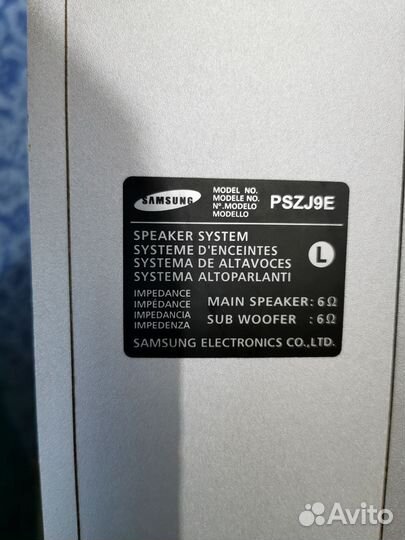 SAMSUNG
MODEL NO.
MODELE NO.
N°.MODELO
MODELLO
PSZJ9E
SPEAKER SYSTEM
SYSTEME D'ENCEINTES
SYSTEMA DE ALTAVOCES
SYSTEMA ALTOPARLANTI
L
IMPEDANCE
IMPÉDANCE
IMPEDANCIA
IMPEDENZA
MAIN SPEAKER: 6Ω
SUB WOOFER : 6Ω
SAMSUNG ELECTRONICS CO.,LTD.
Avito